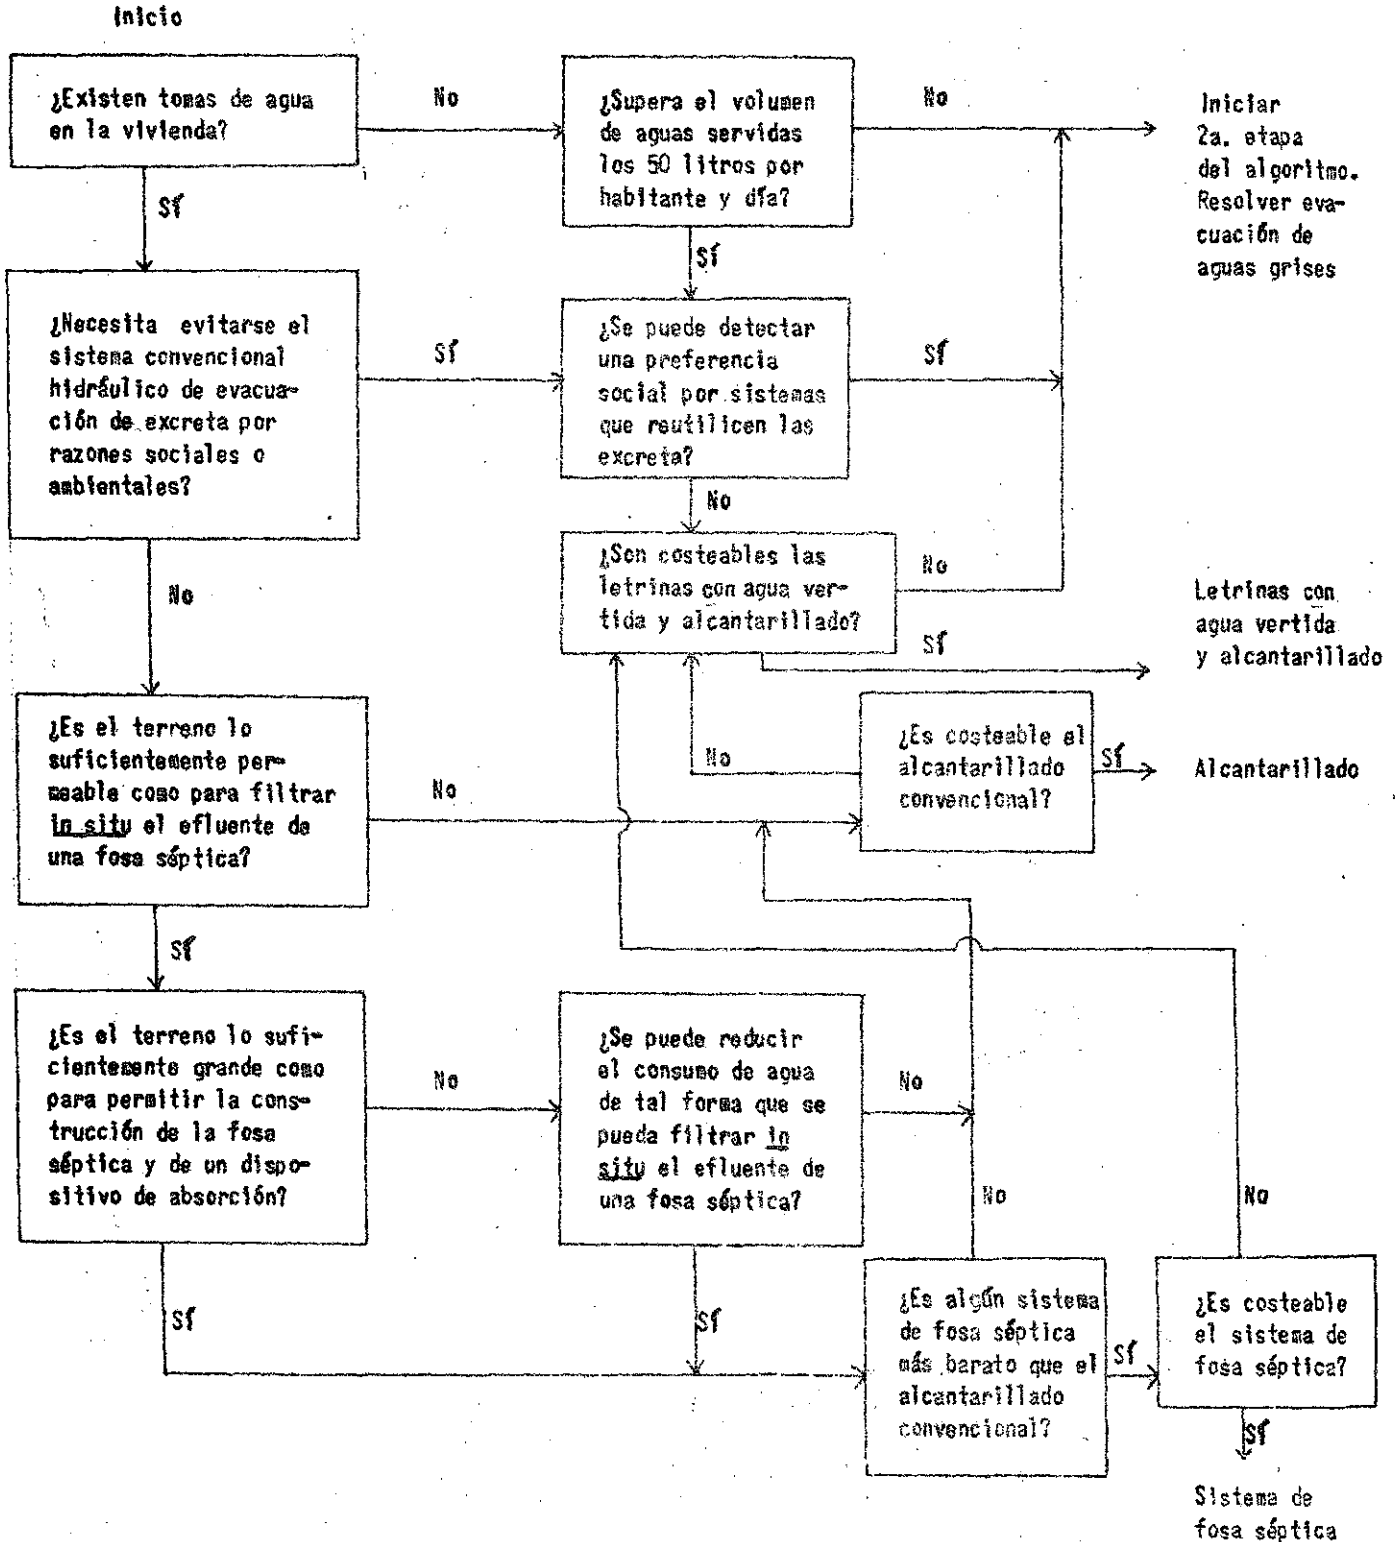 Inicio
¿Existen tomas de agua
en la vivienda?
No
¿Supera el volumen
de aguas servidas
los 50 litros por
habitante y día?
No
Iniciar
2a. etapa
del algoritmo.
Resolver eva-
cuación de
aguas grises
Sí
Sí
¿Necesita evitarse el
sistema convencional
hidráulico de evacua-
ción de excreta por
razones sociales o
ambientales?
Sí
¿Se puede detectar
una preferencia
social por sistemas
que reutilicen las
excreta?
Sí
No
No
¿Son costeables las
letrinas con agua ver-
tida y alcantarillado?
No
Sí
Letrinas con
agua vertida
y alcantarillado
¿Es el terreno lo
suficientemente per-
meable como para filtrar
in situ el efluente de
una fosa séptica?
No
No
¿Es costeable el
alcantarillado
convencional?
Sí
Alcantarillado
Sí
¿Es el terreno lo sufi-
cientemente grande como
para permitir la cons-
trucción de la fosa
séptica y de un dispo-
sitivo de absorción?
No
¿Se puede reducir
el consumo de agua
de tal forma que se
pueda filtrar in
situ el efluente de
una fosa séptica?
No
No
No
Sí
Sí
¿Es algún sistema
de fosa séptica
más barato que el
alcantarillado
convencional?
Sí
¿Es costeable
el sistema de
fosa séptica?
Sí
Sistema de
fosa séptica